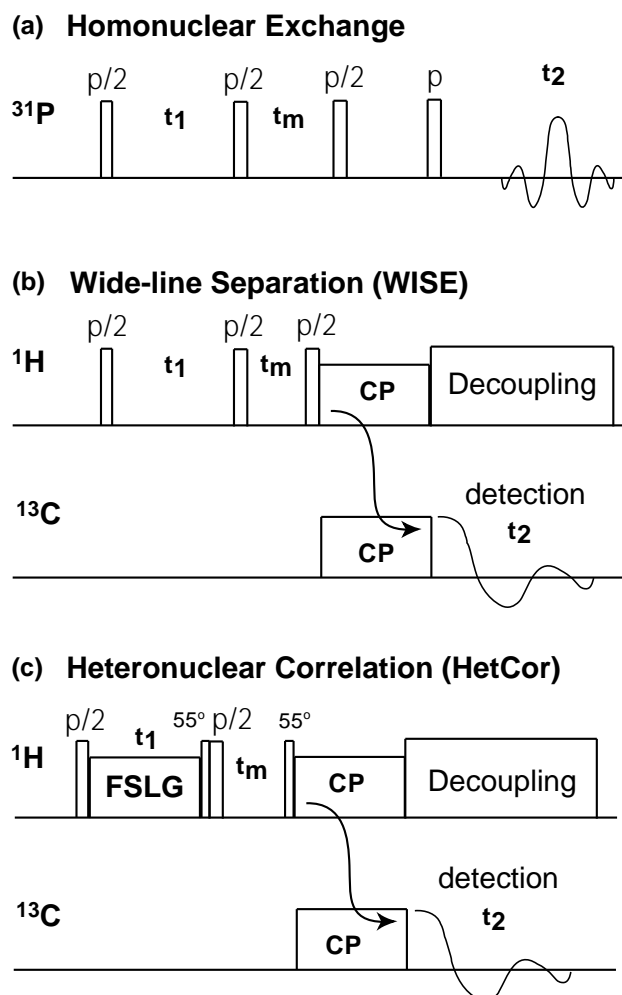 (a) Homonuclear Exchange
p/2 p/2 p/2 p t2
31P t1 tm
(b) Wide-line Separation (WISE)
p/2 p/2 p/2
1H t1 tm CP Decoupling
13C CP detection
t2
(c) Heteronuclear Correlation (HetCor)
p/2 t1 55° p/2 55°
1H FSLG tm CP Decoupling
13C CP detection
t2